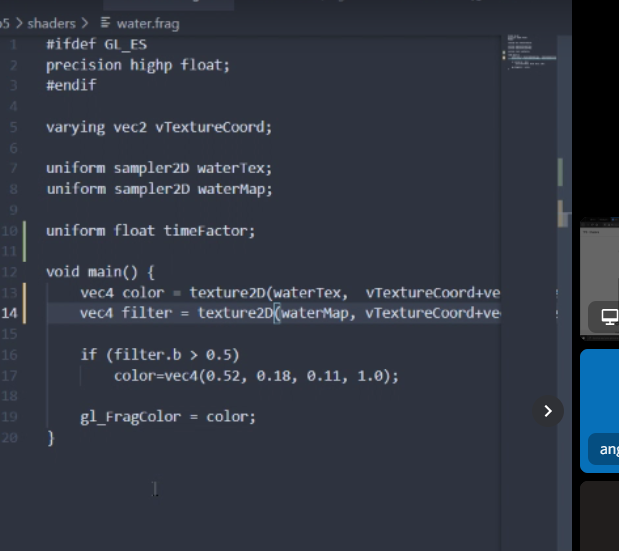 shaders > water.frag
1 #ifdef GL_ES
2 precision highp float;
3 #endif
4
5 varying vec2 vTextureCoord;
6
7 uniform sampler2D waterTex;
8 uniform sampler2D waterMap;
9
10 uniform float timeFactor;
11
12 void main() {
13 vec4 color = texture2D(waterTex, vTextureCoord+ve
14 vec4 filter = texture2D(waterMap, vTextureCoord+ve
15
16 if (filter.b > 0.5)
17 color=vec4(0.52, 0.18, 0.11, 1.0);
18
19 gl_FragColor = color;
20 }
ang